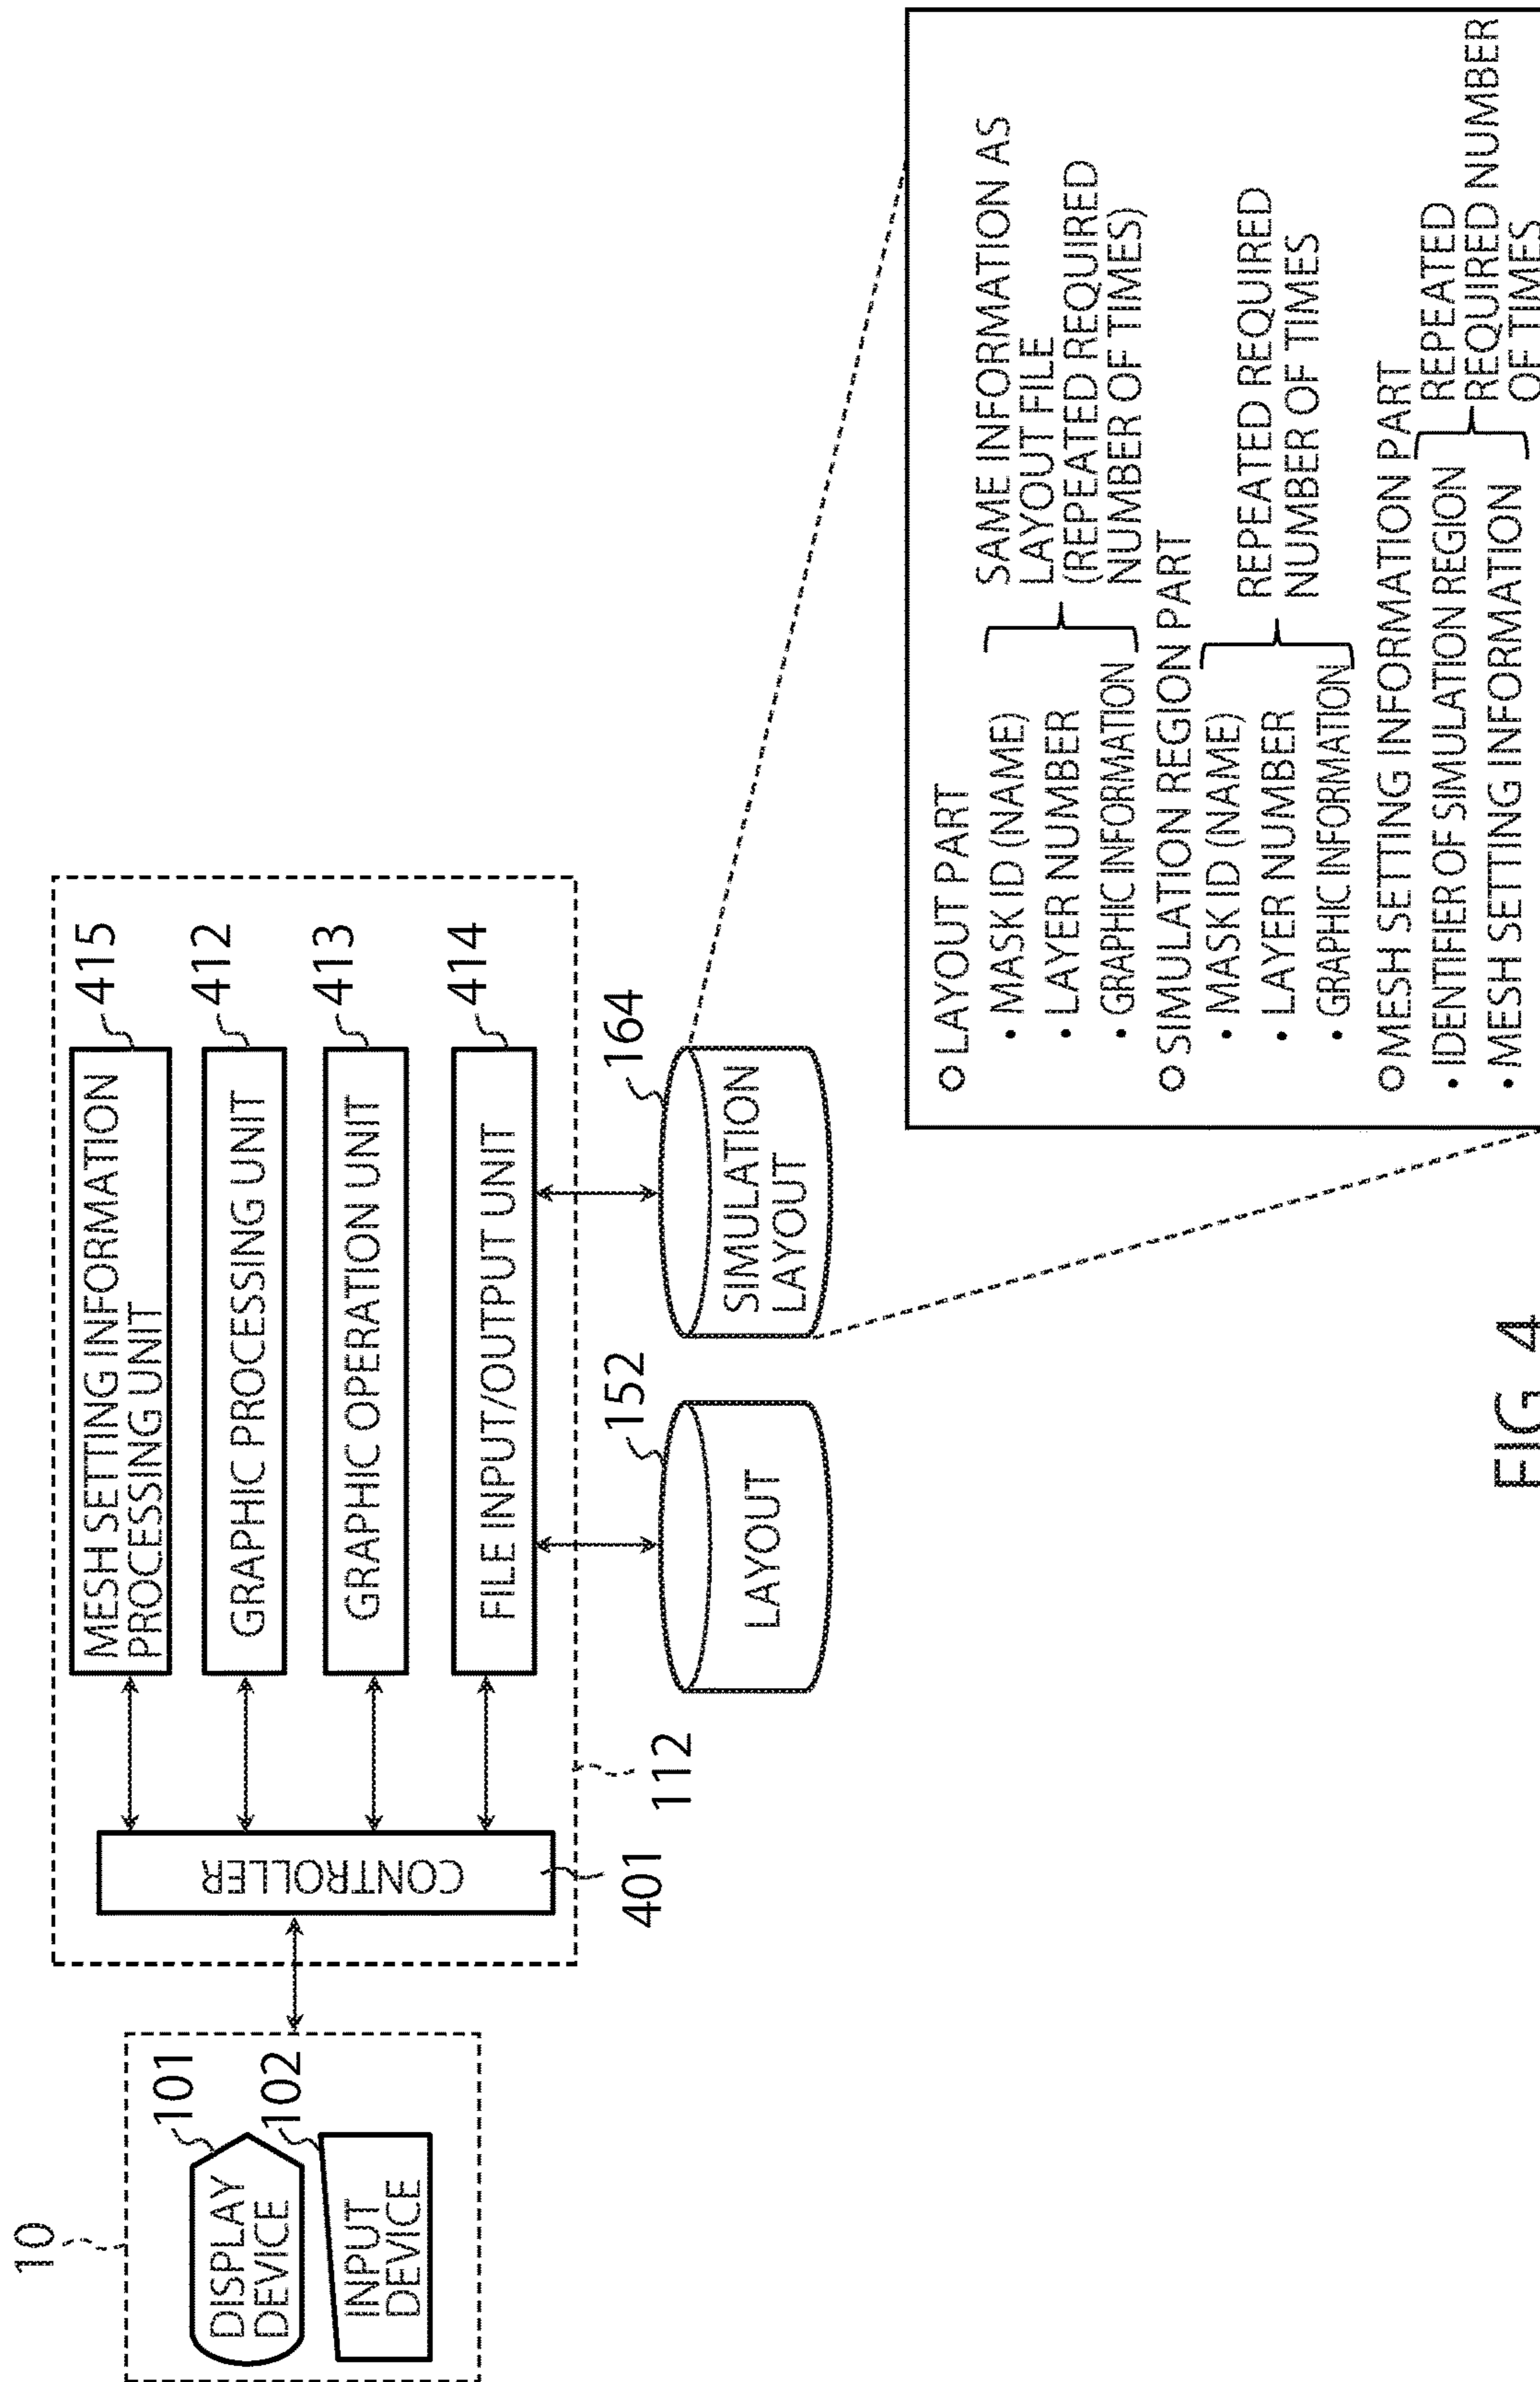 10
DISPLAY
DEVICE
101
INPUT
DEVICE
102
CONTROLLER
401
112
MESH SETTING INFORMATION
PROCESSING UNIT
415
GRAPHIC PROCESSING UNIT
412
GRAPHIC OPERATION UNIT
413
FILE INPUT/OUTPUT UNIT
414
LAYOUT
152
SIMULATION
LAYOUT
164
○ LAYOUT PART
• MASK ID (NAME)
• LAYER NUMBER
• GRAPHIC INFORMATION
SAME INFORMATION AS
LAYOUT FILE
(REPEATED REQUIRED
NUMBER OF TIMES)
○ SIMULATION REGION PART
• MASK ID (NAME)
• LAYER NUMBER
• GRAPHIC INFORMATION
REPEATED REQUIRED
NUMBER OF TIMES
○ MESH SETTING INFORMATION PART
• IDENTIFIER OF SIMULATION REGION
• MESH SETTING INFORMATION
REPEATED
REQUIRED NUMBER
OF TIMES
FIG. 4